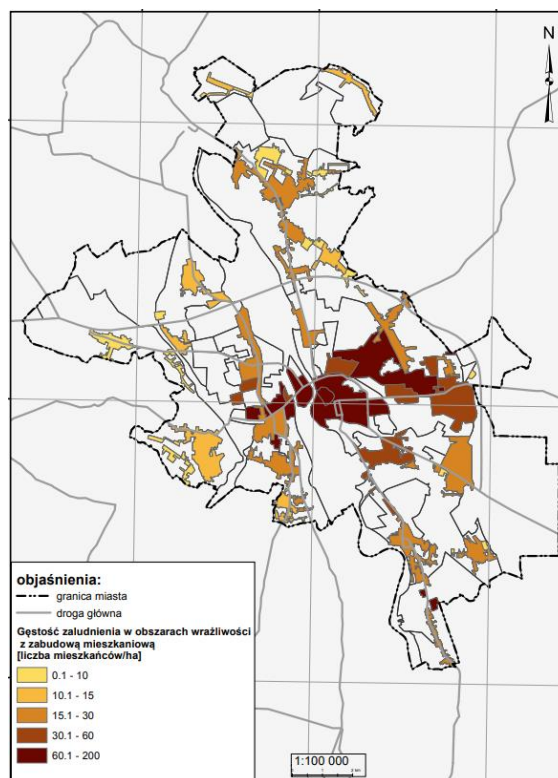 N
objaśnienia:
granica miasta
droga główna
Gęstość zaludnienia w obszarach wrażliwości
z zabudową mieszkaniową
[liczba mieszkańców/ha]
0.1 - 10
10.1 - 15
15.1 - 30
30.1 - 60
60.1 - 200
1:100 000